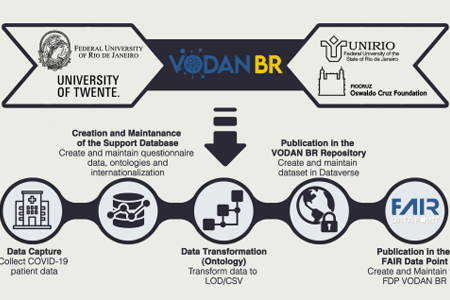 FEDERAL UNIVERSITY
OF RIO DE JANEIRO
UNIVERSITY
OF TWENTE.
VODAN BR
UNIRIO
Federal University of the
State of Rio de Janeiro
FIOCRUZ
Oswaldo Cruz Foundation
Creation and Maintanance
of the Support Database
Create and maintain questionnaire
data, ontologies and
internationalization
Publication in the
VODAN BR Repository
Create and maintain
dataset in Dataverse
FAIR
Data Capture
Collect COVID-19
patient data
Data Transformation
(Ontology)
Transform data to
LOD/CSV
Publication in the
FAIR Data Point
Create and Maintain
FDP VODAN BR